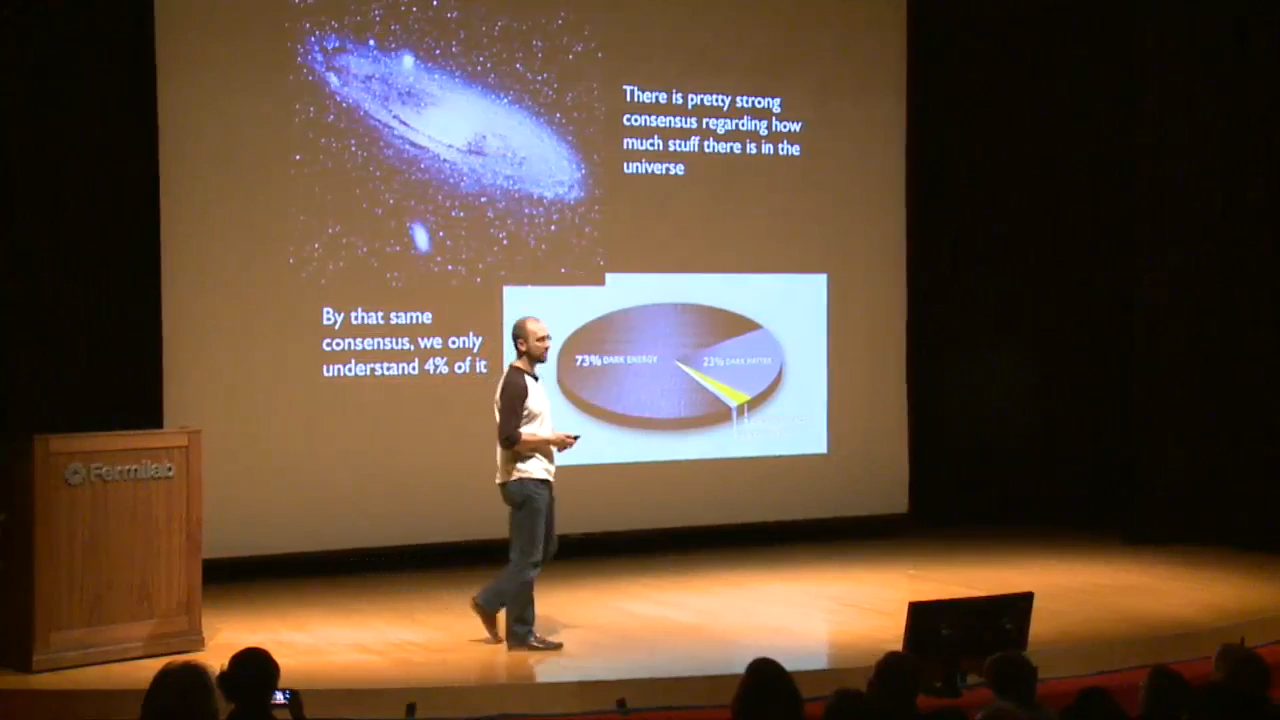 There is pretty strong
consensus regarding how
much stuff there is in the
universe
By that same
consensus, we only
understand 4% of it
73% DARK ENERGY
23% DARK MATTER
Fermilab